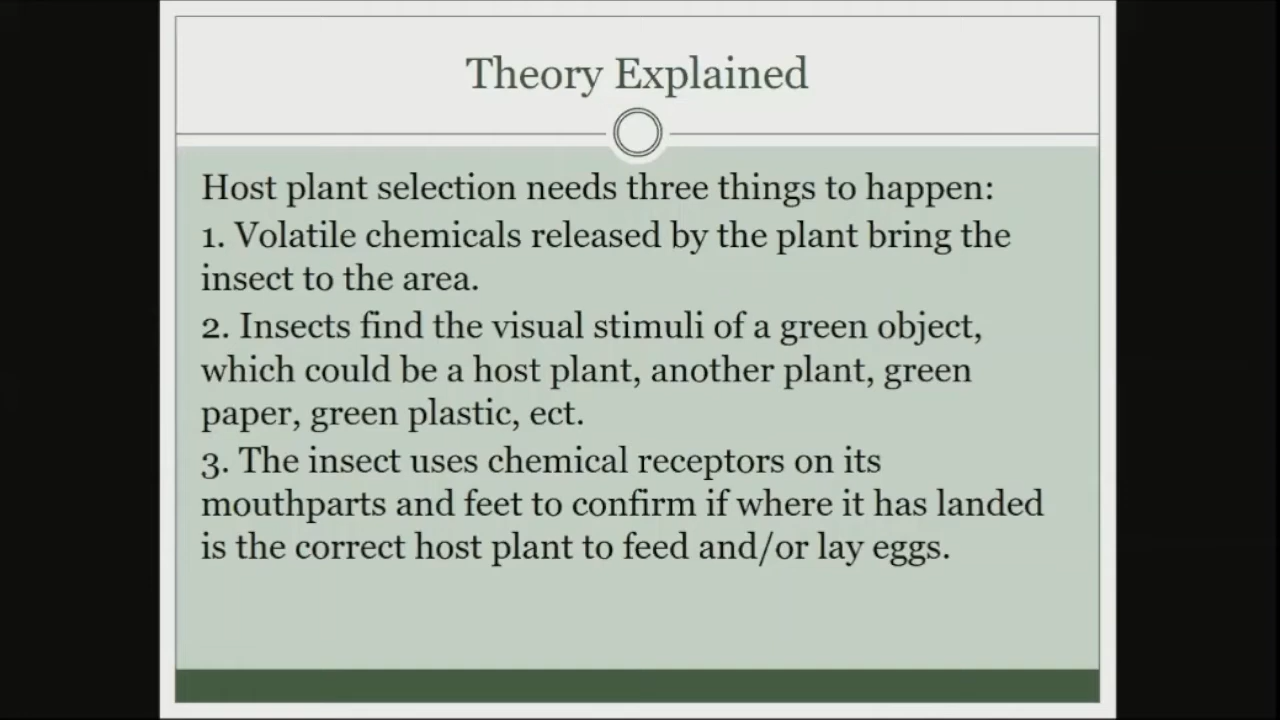 Theory Explained
Host plant selection needs three things to happen:
1. Volatile chemicals released by the plant bring the
insect to the area.
2. Insects find the visual stimuli of a green object,
which could be a host plant, another plant, green
paper, green plastic, ect.
3. The insect uses chemical receptors on its
mouthparts and feet to confirm if where it has landed
is the correct host plant to feed and/or lay eggs.